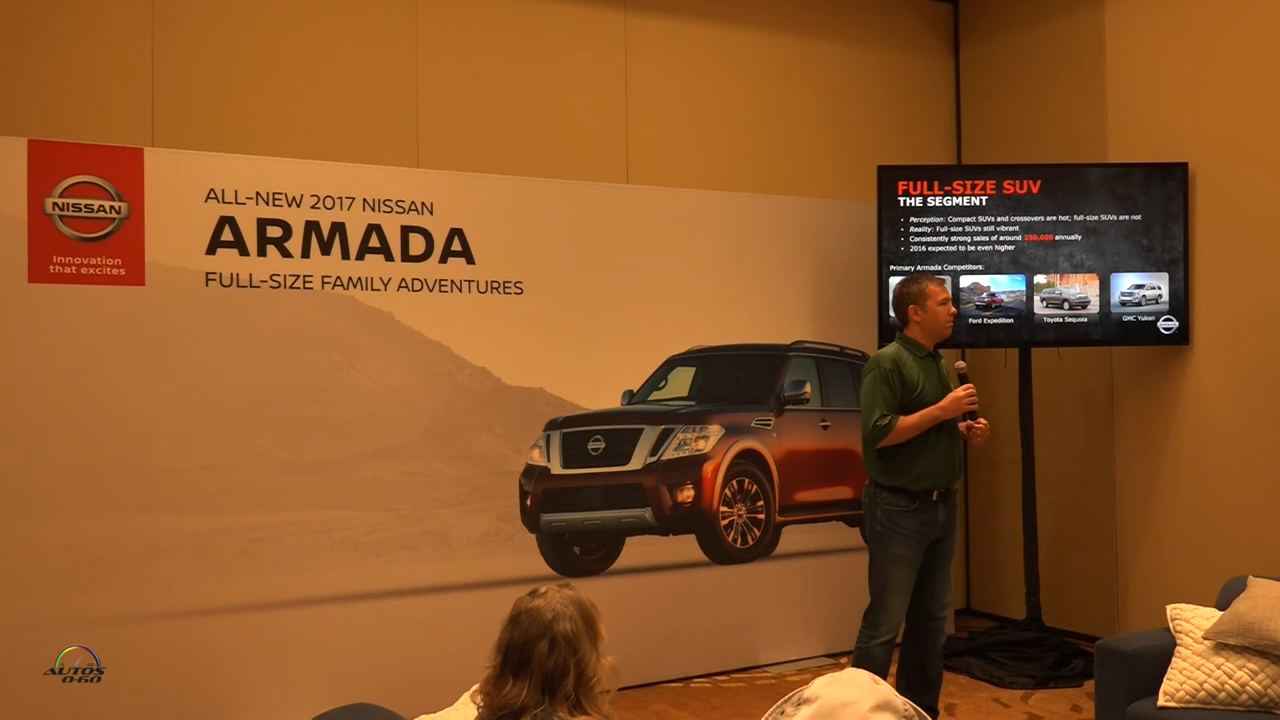 NISSAN
Innovation
that excites
ALL-NEW 2017 NISSAN
ARMADA
FULL-SIZE FAMILY ADVENTURES
FULL-SIZE SUV
THE SEGMENT
• Perception: Compact SUVs and crossovers are hot; full-size SUVs are not
• Reality: Full-size SUVs still vibrant
• Consistently strong sales of around 250,000 annually
• 2016 expected to be even higher
Primary Armada Competitors:
Ford Expedition
Toyota Sequoia
GMC Yukon
AUTOS
0-60